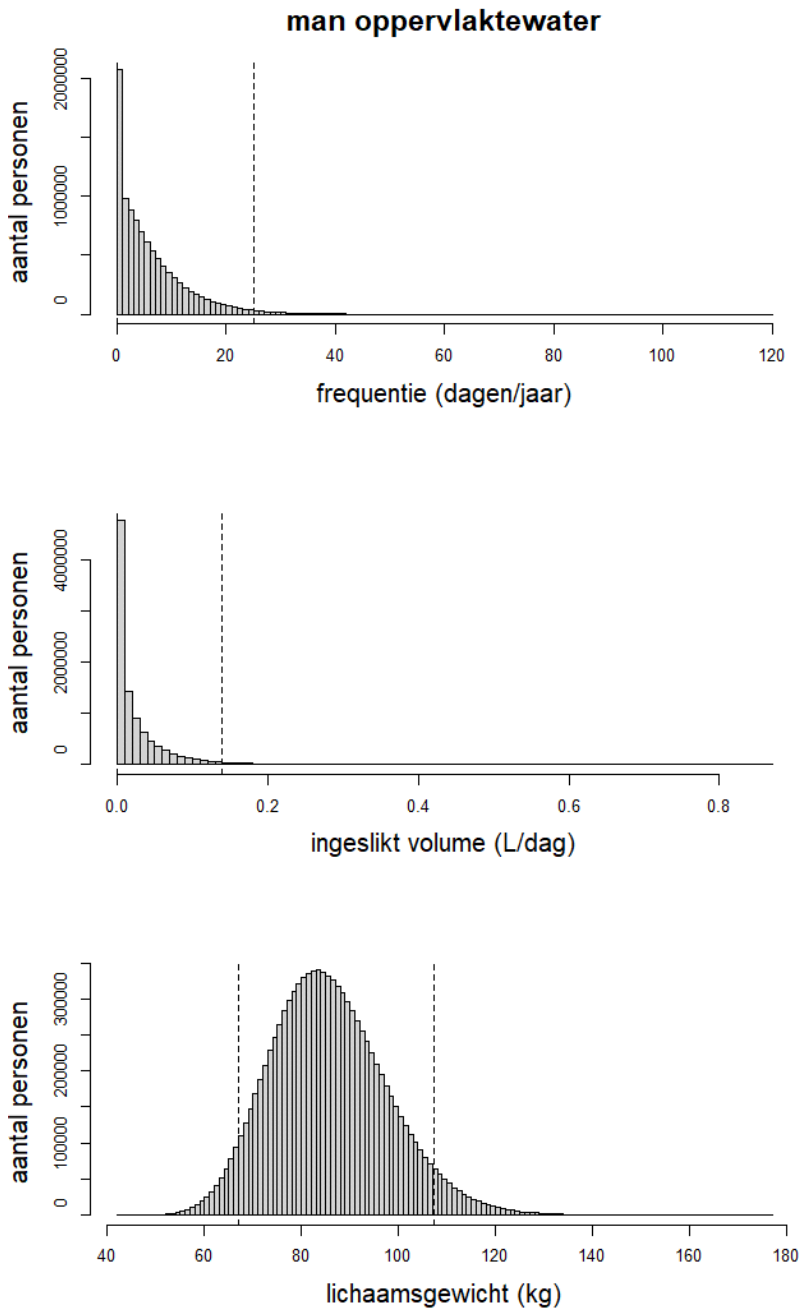 man oppervlaktewater
aantal personen
0 1000000 2000000
0 20 40 60 80 100 120
frequentie (dagen/jaar)
aantal personen
0 2000000 4000000
0.0 0.2 0.4 0.6 0.8
ingeslikt volume (L/dag)
aantal personen
0 100000 200000 300000
40 60 80 100 120 140 160 180
lichaamsgewicht (kg)